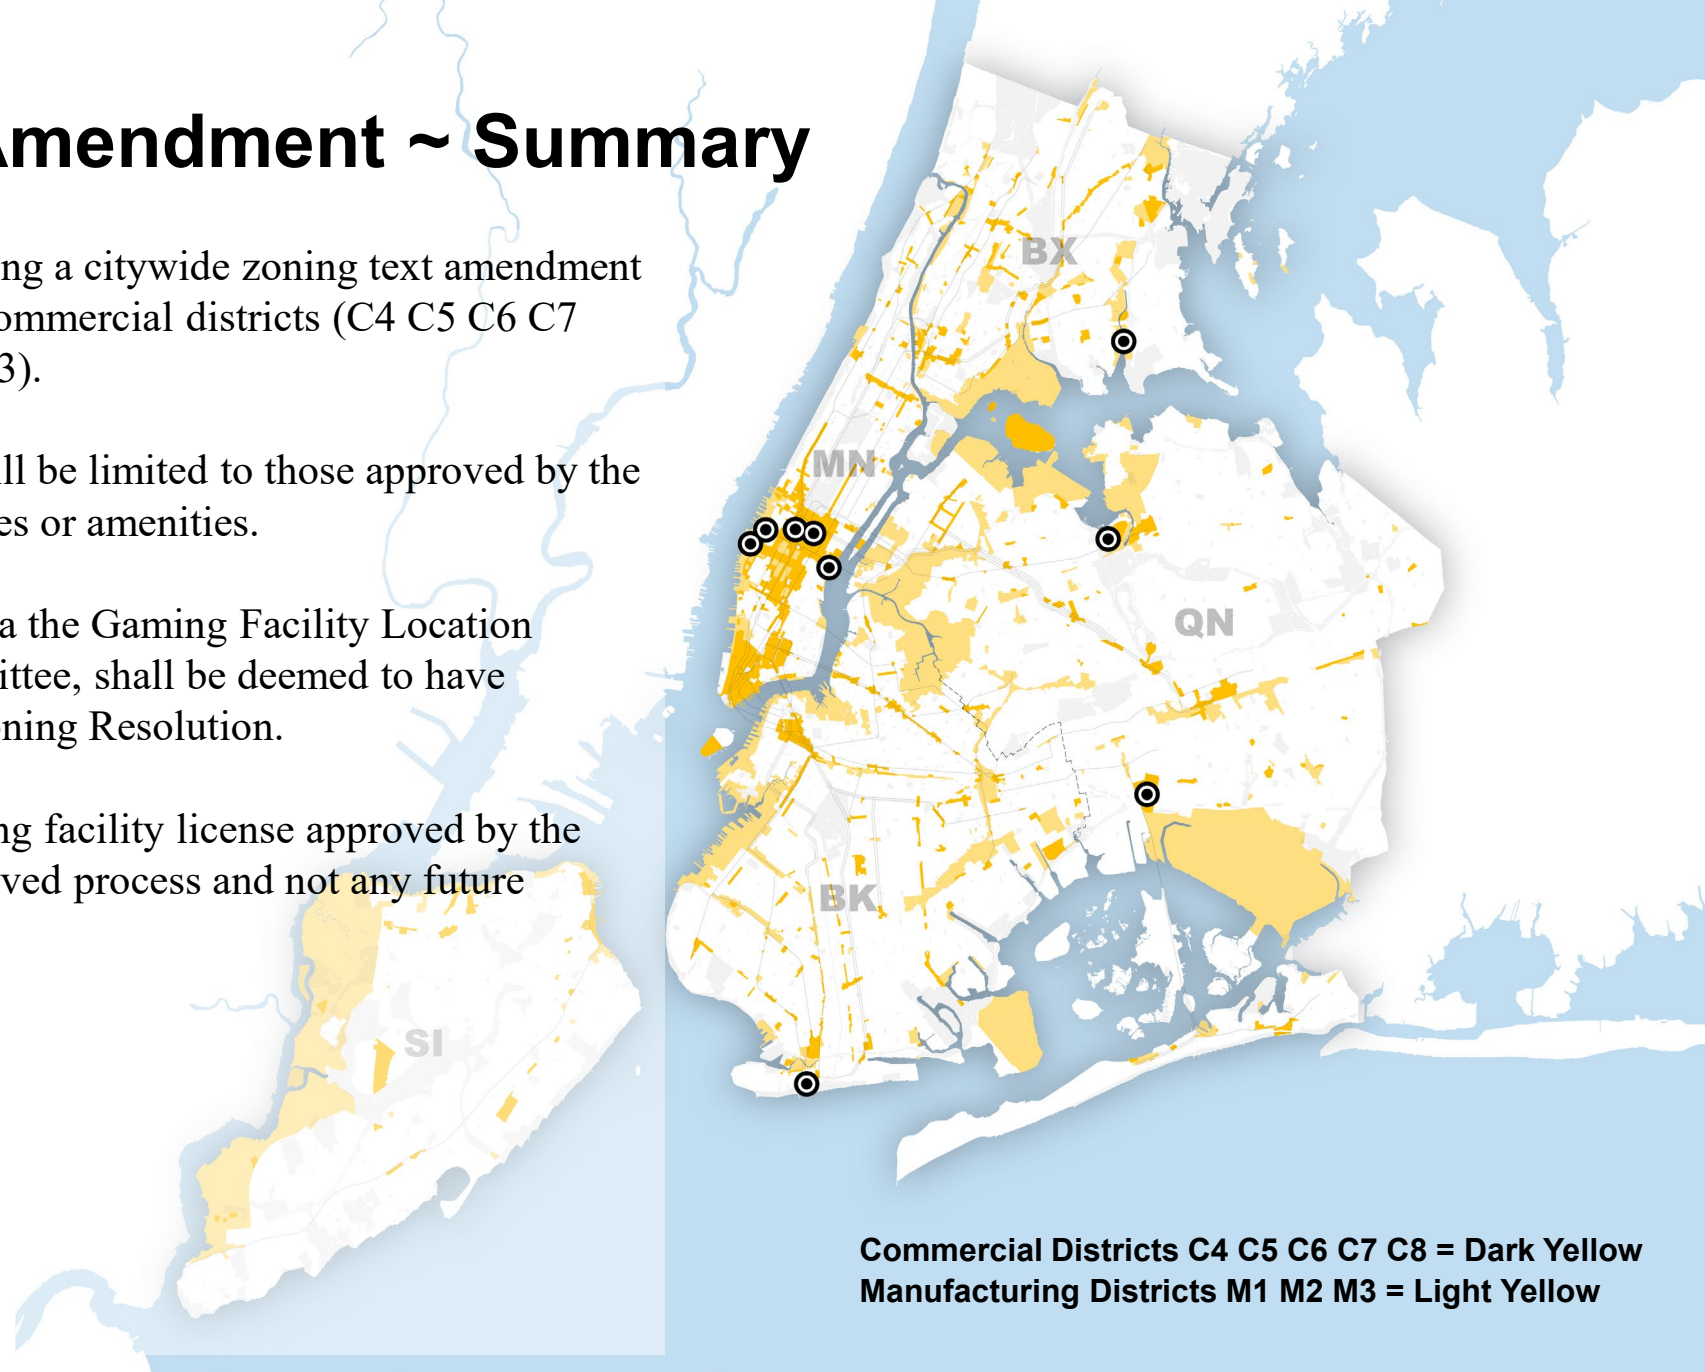 Amendment ~ Summary
ng a citywide zoning text amendment
ommercial districts (C4 C5 C6 C7
3).
ll be limited to those approved by the
es or amenities.
a the Gaming Facility Location
ittee, shall be deemed to have
ning Resolution.
ng facility license approved by the
ved process and not any future
BX
MN
QN
BK
SI
Commercial Districts C4 C5 C6 C7 C8 = Dark Yellow
Manufacturing Districts M1 M2 M3 = Light Yellow